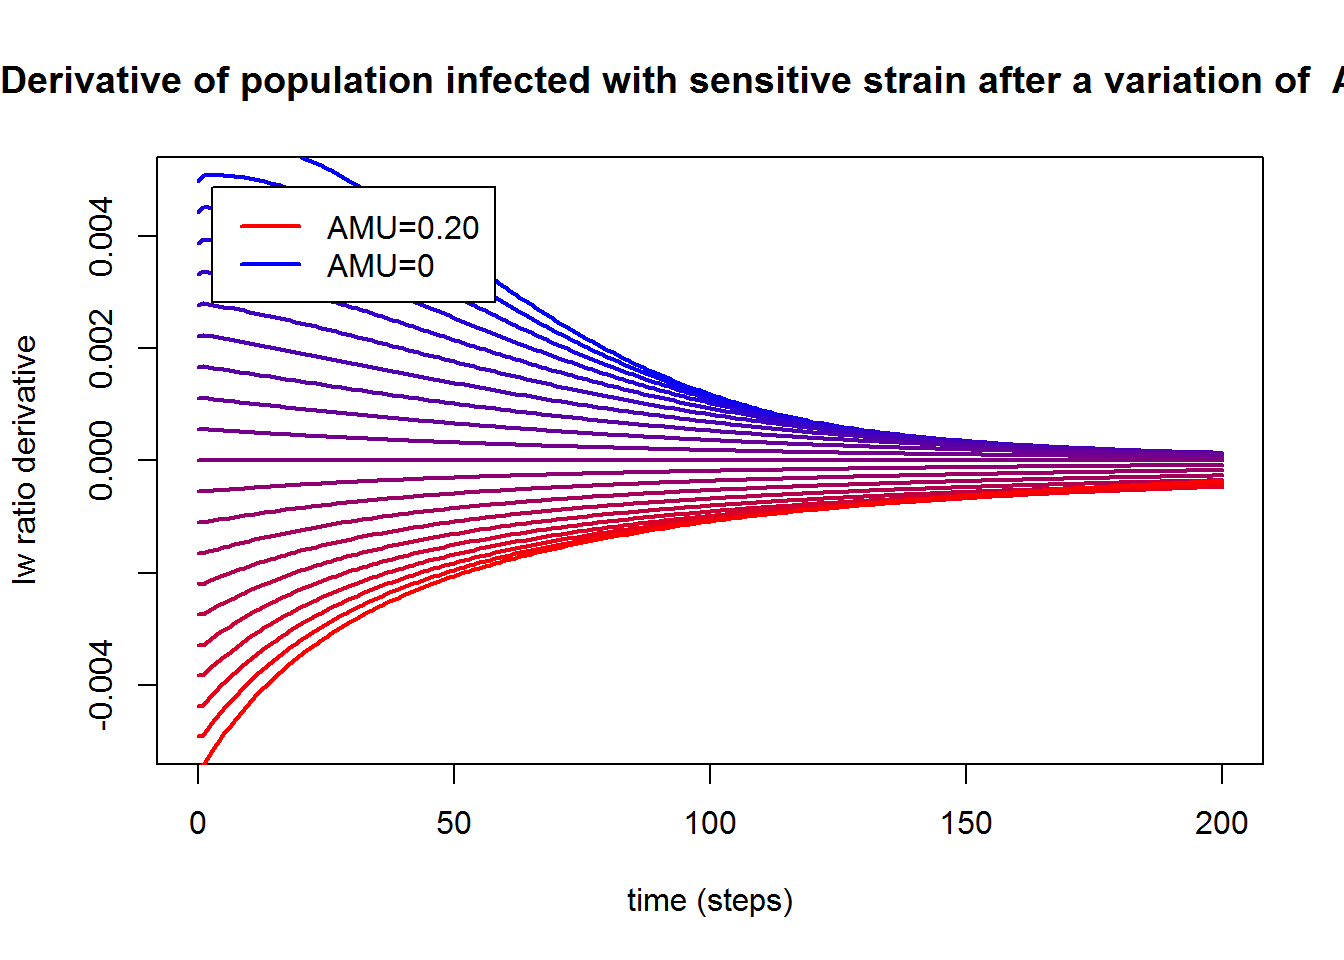 Derivative of population infected with sensitive strain after a variation of
Iw ratio derivative
0.004
0.002
0.000
-0.004
AMU=0.20
AMU=0
0 50 100 150 200
time (steps)